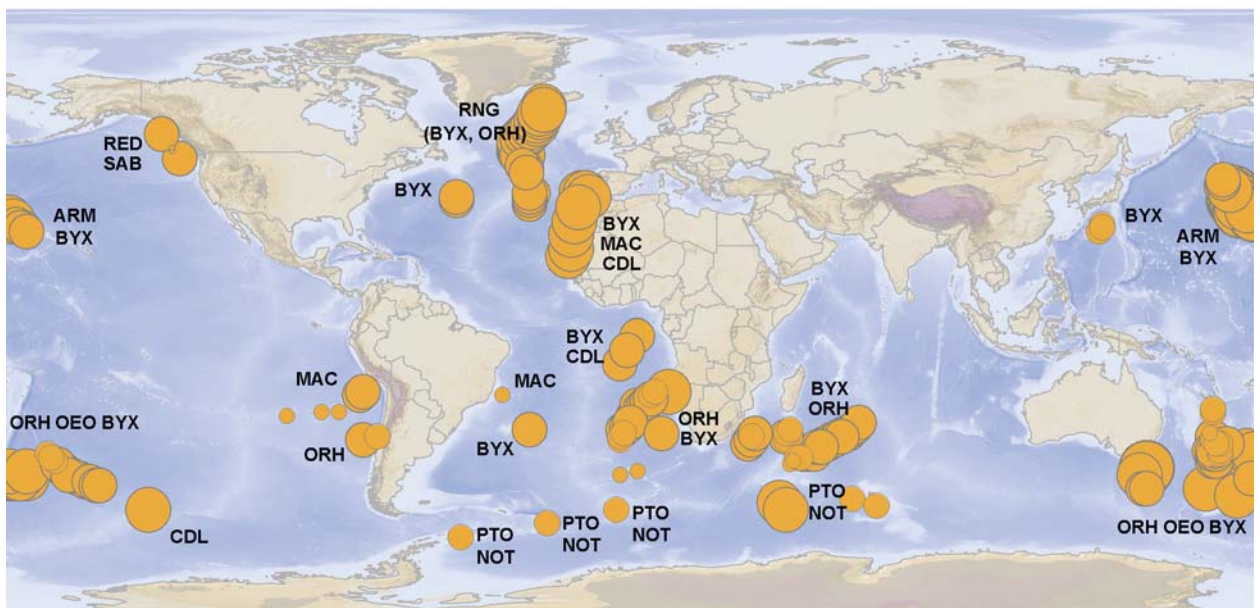 RNG
(BYX, ORH)
RED
SAB
BYX
ARM
BYX
BYX
MAC
CDL
BYX
ARM
BYX
BYX
CDL
MAC
MAC
BYX
ORH
ORH OEO BYX
ORH
BYX
ORH
BYX
CDL
PTO
NOT
PTO
NOT
PTO
NOT
PTO
NOT
ORH OEO BYX